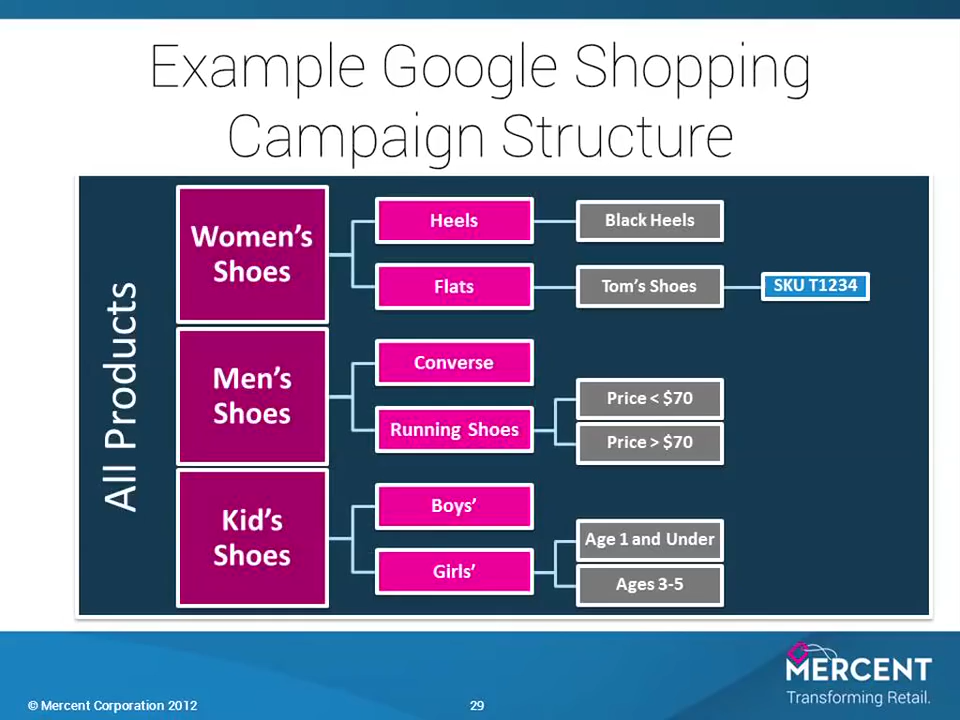 Example Google Shopping
Campaign Structure
All Products
Women's
Shoes
Heels
Black Heels
Flats
Tom's Shoes
SKU T1234
Men's
Shoes
Converse
Running Shoes
Price < $70
Price > $70
Kid's
Shoes
Boys'
Girls'
Age 1 and Under
Ages 3-5
MERCENT
Transforming Retail.
© Mercent Corporation 2012
29